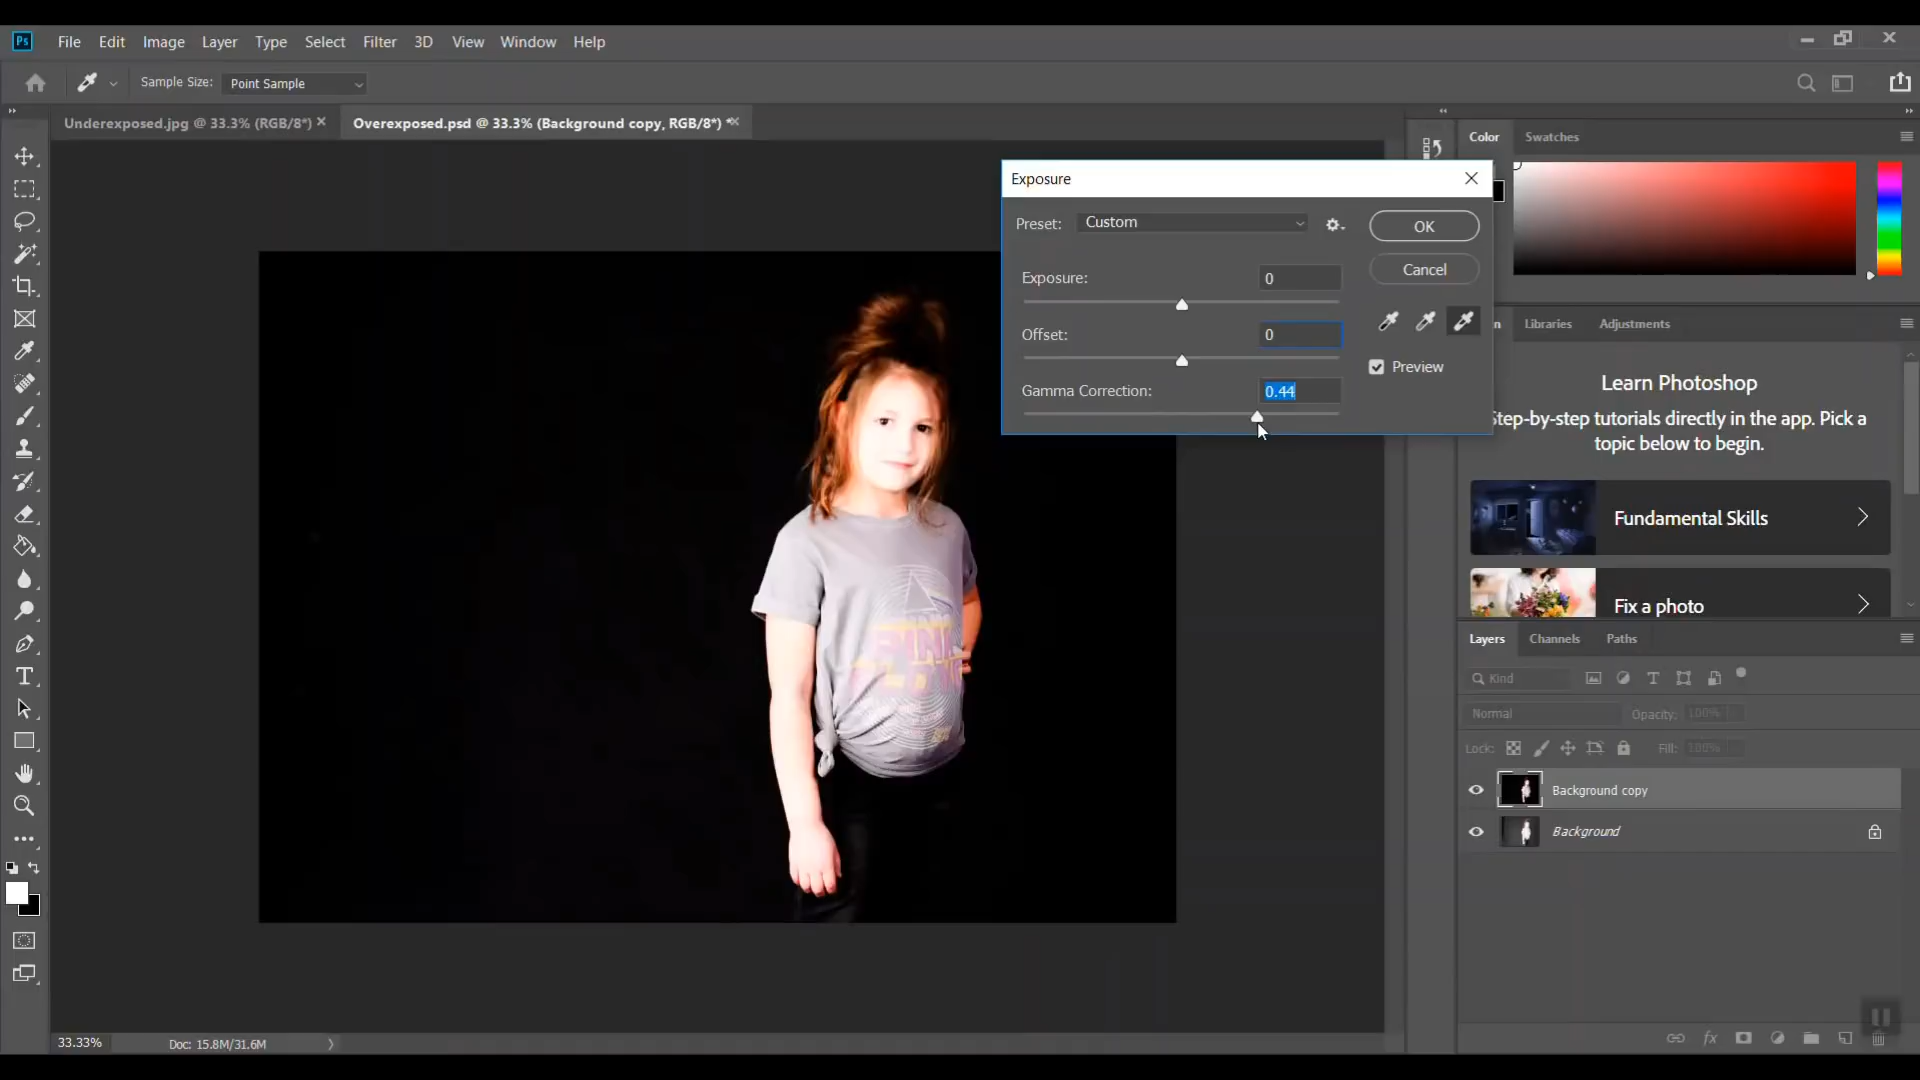 Ps File Edit Image Layer Type Select Filter 3D View Window Help
Sample Size: Point Sample
Underexposed.jpg @ 33.3% (RGB/8*) Overexposed.psd @ 33.3% (Background copy, RGB/8*) *
Color Swatches
Exposure
Preset: Custom OK
Exposure: 0 Cancel
Offset: 0
Preview
Gamma Correction: 0.44
Libraries Adjustments
Learn Photoshop
Step-by-step tutorials directly in the app. Pick a
topic below to begin.
Fundamental Skills
Fix a photo
Layers Channels Paths
Kind
Normal Opacity: 100%
Lock: Fill: 100%
Background copy
Background
fx
33.33% Doc: 15.8M/31.6M